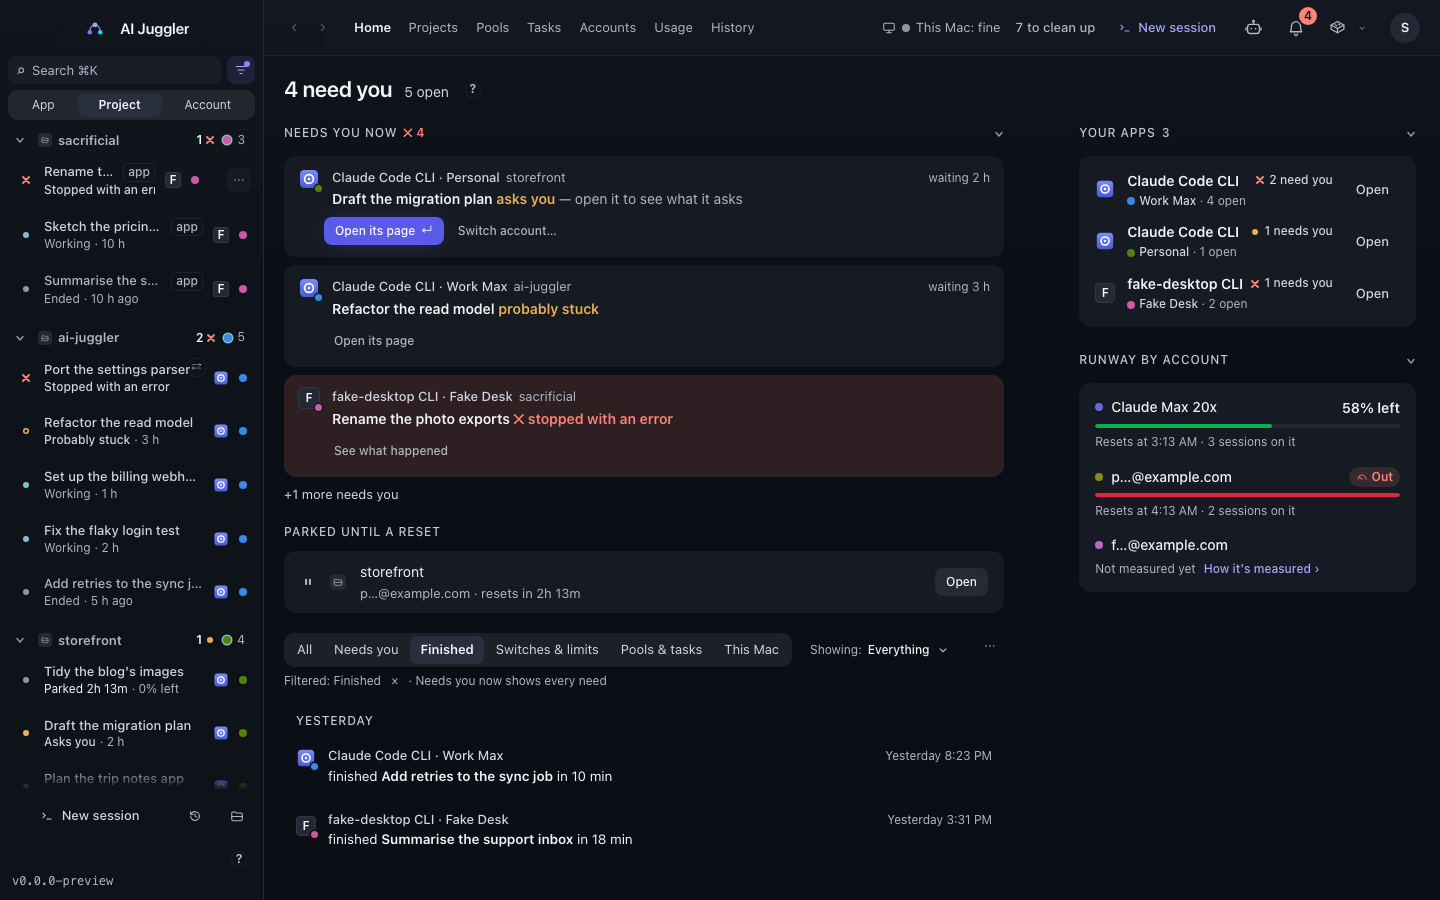 AI Juggler
Search ⌘K
App Project Account
sacrificial 1 × 3
Rename t... app F
Stopped with an err
Sketch the pricin... app F
Working · 10 h
Summarise the s... app F
Ended · 10 h ago
ai-juggler 2 × 5
Port the settings parser
Stopped with an error
Refactor the read model
Probably stuck · 3 h
Set up the billing webh...
Working · 1 h
Fix the flaky login test
Working · 2 h
Add retries to the sync j...
Ended · 5 h ago
storefront 1 4
Tidy the blog's images
Parked 2h 13m · 0% left
Draft the migration plan
Asks you · 2 h
Plan the trip notes app
New session
?
v0.0.0-preview
Home Projects Pools Tasks Accounts Usage History
This Mac: fine 7 to clean up New session 4 S
4 need you 5 open ?
NEEDS YOU NOW × 4
Claude Code CLI · Personal storefront waiting 2 h
Draft the migration plan asks you — open it to see what it asks
Open its page ↵ Switch account...
Claude Code CLI · Work Max ai-juggler waiting 3 h
Refactor the read model probably stuck
Open its page
F fake-desktop CLI · Fake Desk sacrificial
Rename the photo exports × stopped with an error
See what happened
+1 more needs you
PARKED UNTIL A RESET
storefront
p...@example.com · resets in 2h 13m
Open
All Needs you Finished Switches & limits Pools & tasks This Mac Showing: Everything ...
Filtered: Finished × · Needs you now shows every need
YESTERDAY
Claude Code CLI · Work Max Yesterday 8:23 PM
finished Add retries to the sync job in 10 min
F fake-desktop CLI · Fake Desk Yesterday 3:31 PM
finished Summarise the support inbox in 18 min
YOUR APPS 3
Claude Code CLI × 2 need you Open
Work Max · 4 open
Claude Code CLI 1 needs you Open
Personal · 1 open
F fake-desktop CLI × 1 needs you Open
Fake Desk · 2 open
RUNWAY BY ACCOUNT
Claude Max 20x 58% left
Resets at 3:13 AM · 3 sessions on it
p...@example.com Out
Resets at 4:13 AM · 2 sessions on it
f...@example.com
Not measured yet How it's measured ›